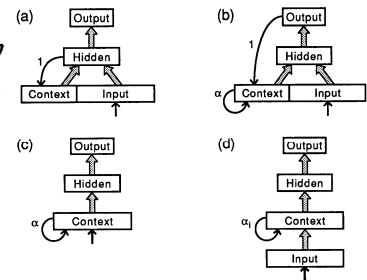 (a)
Output
1
Hidden
Context
Input
(b)
Output
1
Hidden
α
Context
Input
(c)
Output
Hidden
α
Context
(d)
Output
Hidden
αi
Context
Input